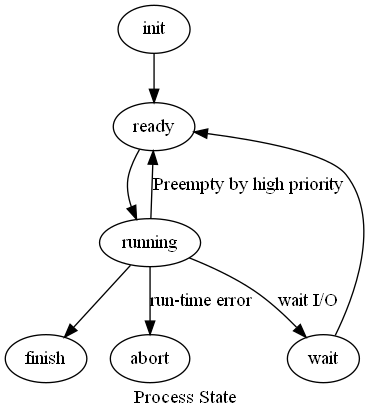 init
ready
Preempty by high priority
running
run-time error
wait I/O
finish
abort
wait
Process State